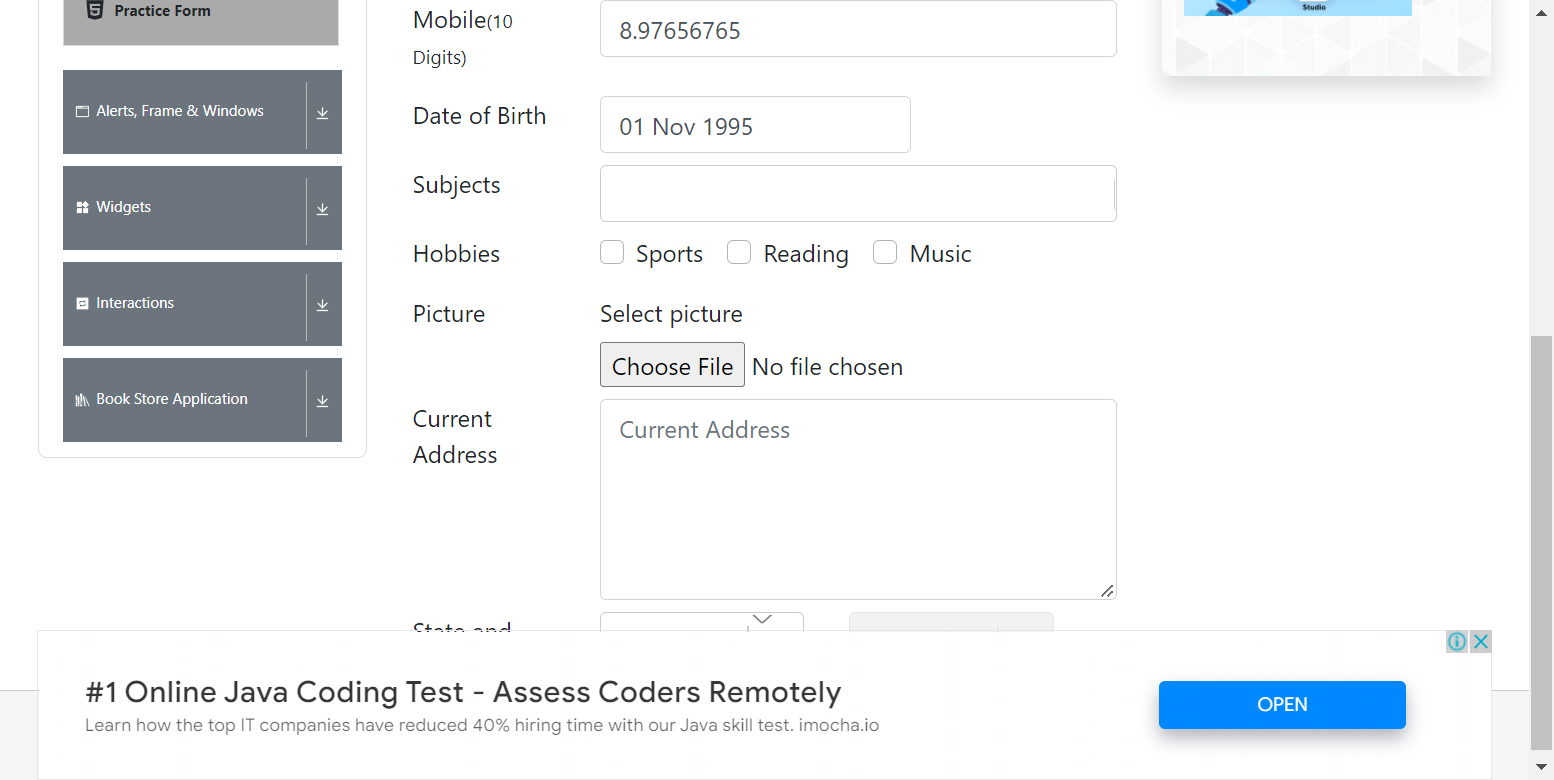 Practice Form
Alerts, Frame & Windows
Widgets
Interactions
Book Store Application
Mobile(10
Digits)
8.97656765
Date of Birth
01 Nov 1995
Subjects
Hobbies
Sports
Reading
Music
Picture
Select picture
Choose File No file chosen
Current
Address
Current Address
State and
Studio
#1 Online Java Coding Test - Assess Coders Remotely
Learn how the top IT companies have reduced 40% hiring time with our Java skill test. imocha.io
OPEN